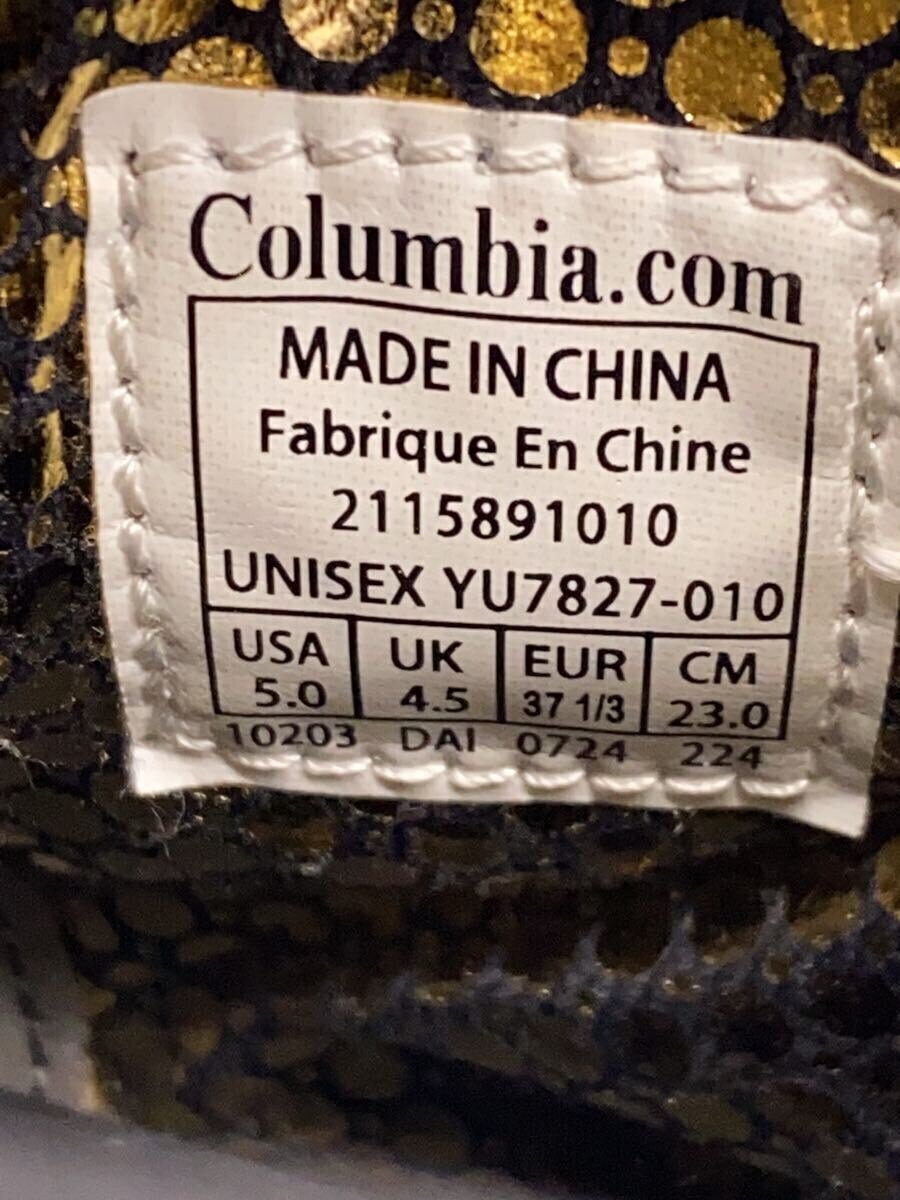 Columbia.com
MADE IN CHINA
Fabrique En Chine
2115891010
UNISEX YU7827-010
USA UK EUR CM
5.0 4.5 37 1/3 23.0
10203 DAI 0724 224